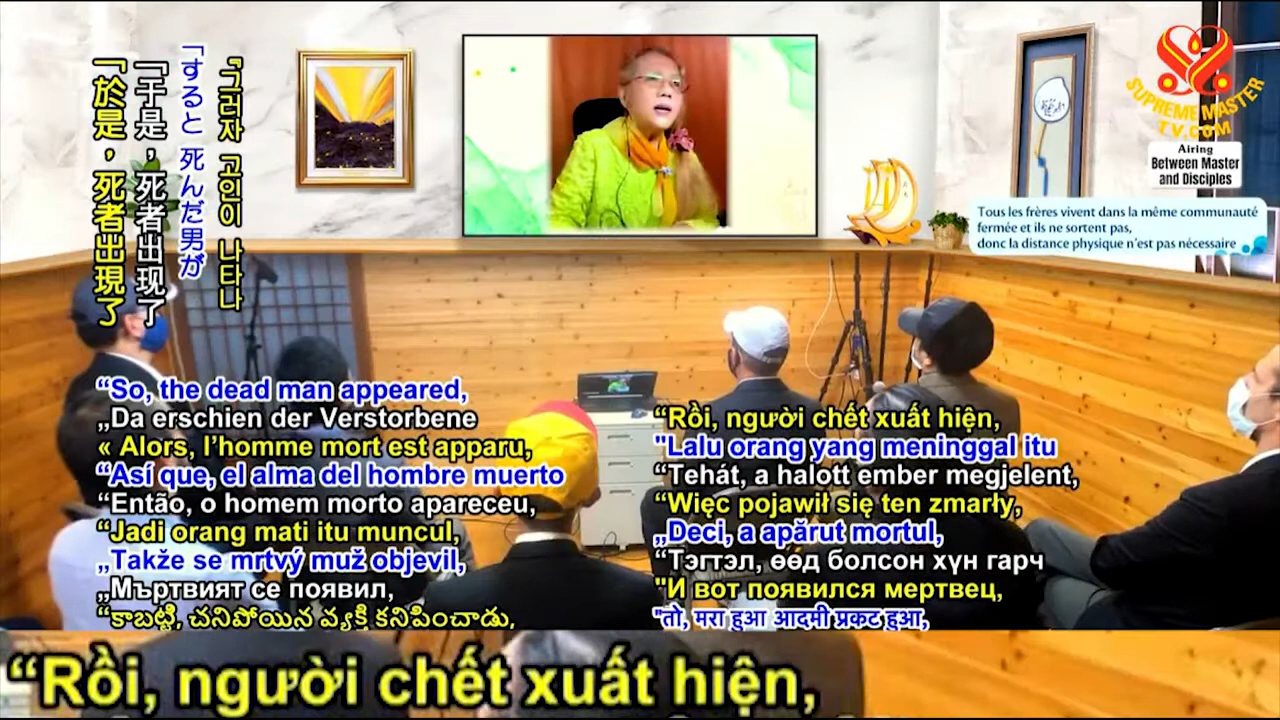 『그러자 고인이 나타나
「すると 死んだ男が
「于是，死者出现了
「於是，死者出現了
SUPREME MASTER
TV.COM
Airing
Between Master
and Disciples
Tous les frères vivent dans la même communauté
fermée et ils ne sortent pas,
donc la distance physique n'est pas nécessaire
“So, the dead man appeared,
„Da erschien der Verstorbene
« Alors, l’homme mort est apparu,
“Así que, el alma del hombre muerto
“Então, o homem morto apareceu,
“Jadi orang mati itu muncul,
„Takže se mrtvý muž objevil,
„Мъртвият се появил,
“కాబట్టి, చనిపోయిన వ్యక్తి కనిపించాడు,
“Rồi, người chết xuất hiện,
"Lalu orang yang meninggal itu
“Tehát, a halott ember megjelent,
“Więc pojawił się ten zmarły,
„Deci, a apărut mortul,
“Тэгтэл, өөд болсон хүн гарч
"И вот появился мертвец,
"तो, मरा हुआ आदमी प्रकट हुआ,
“Rồi, người chết xuất hiện,